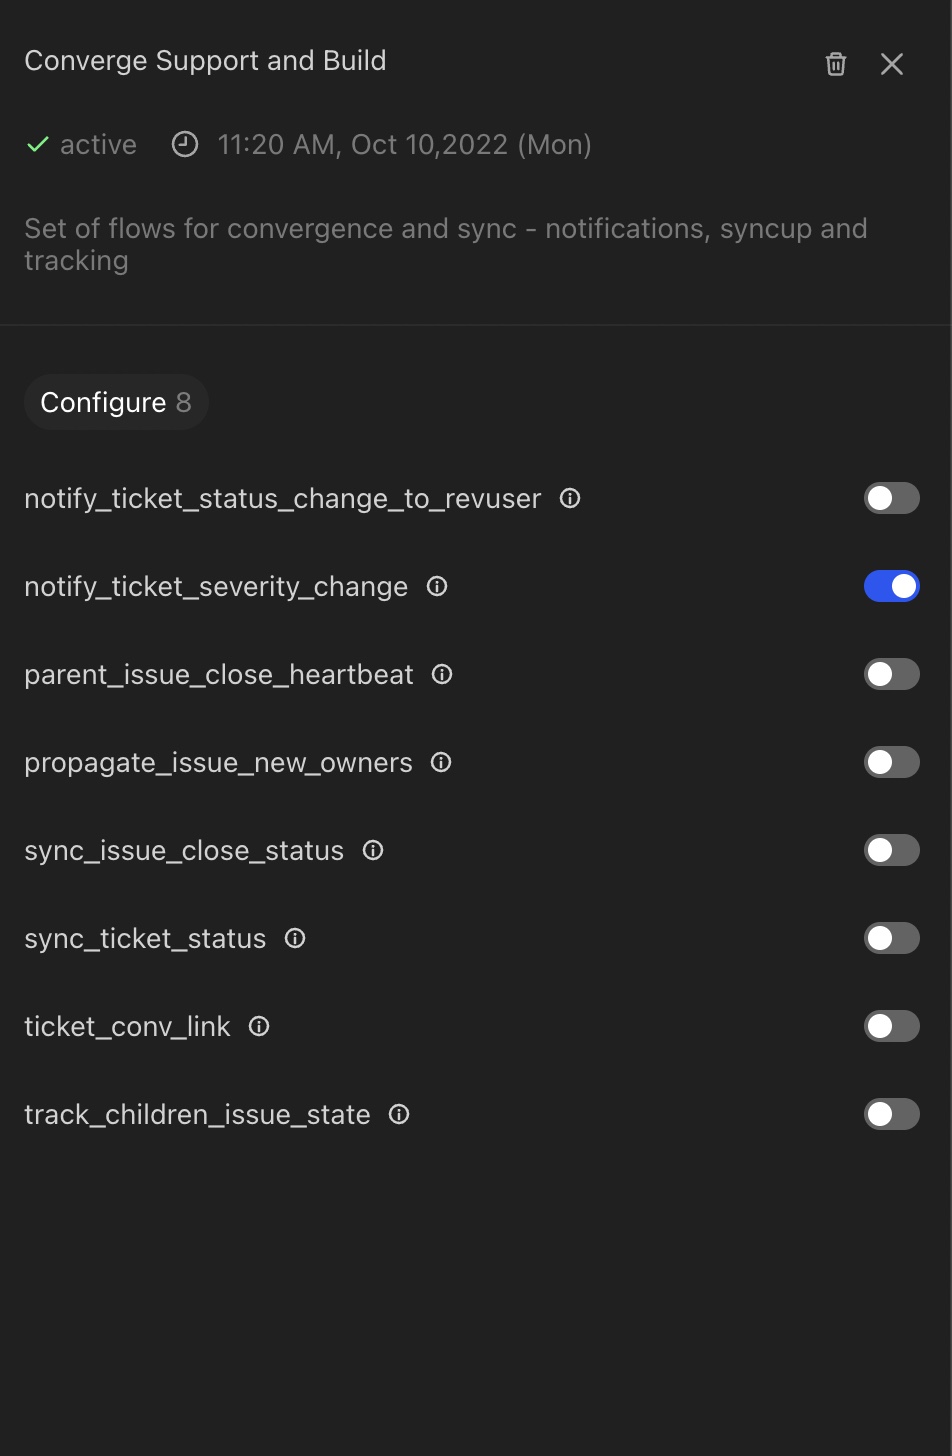 Converge Support and Build
active 11:20 AM, Oct 10,2022 (Mon)
Set of flows for convergence and sync - notifications, syncup and
tracking
Configure 8
notify_ticket_status_change_to_revuser
notify_ticket_severity_change
parent_issue_close_heartbeat
propagate_issue_new_owners
sync_issue_close_status
sync_ticket_status
ticket_conv_link
track_children_issue_state